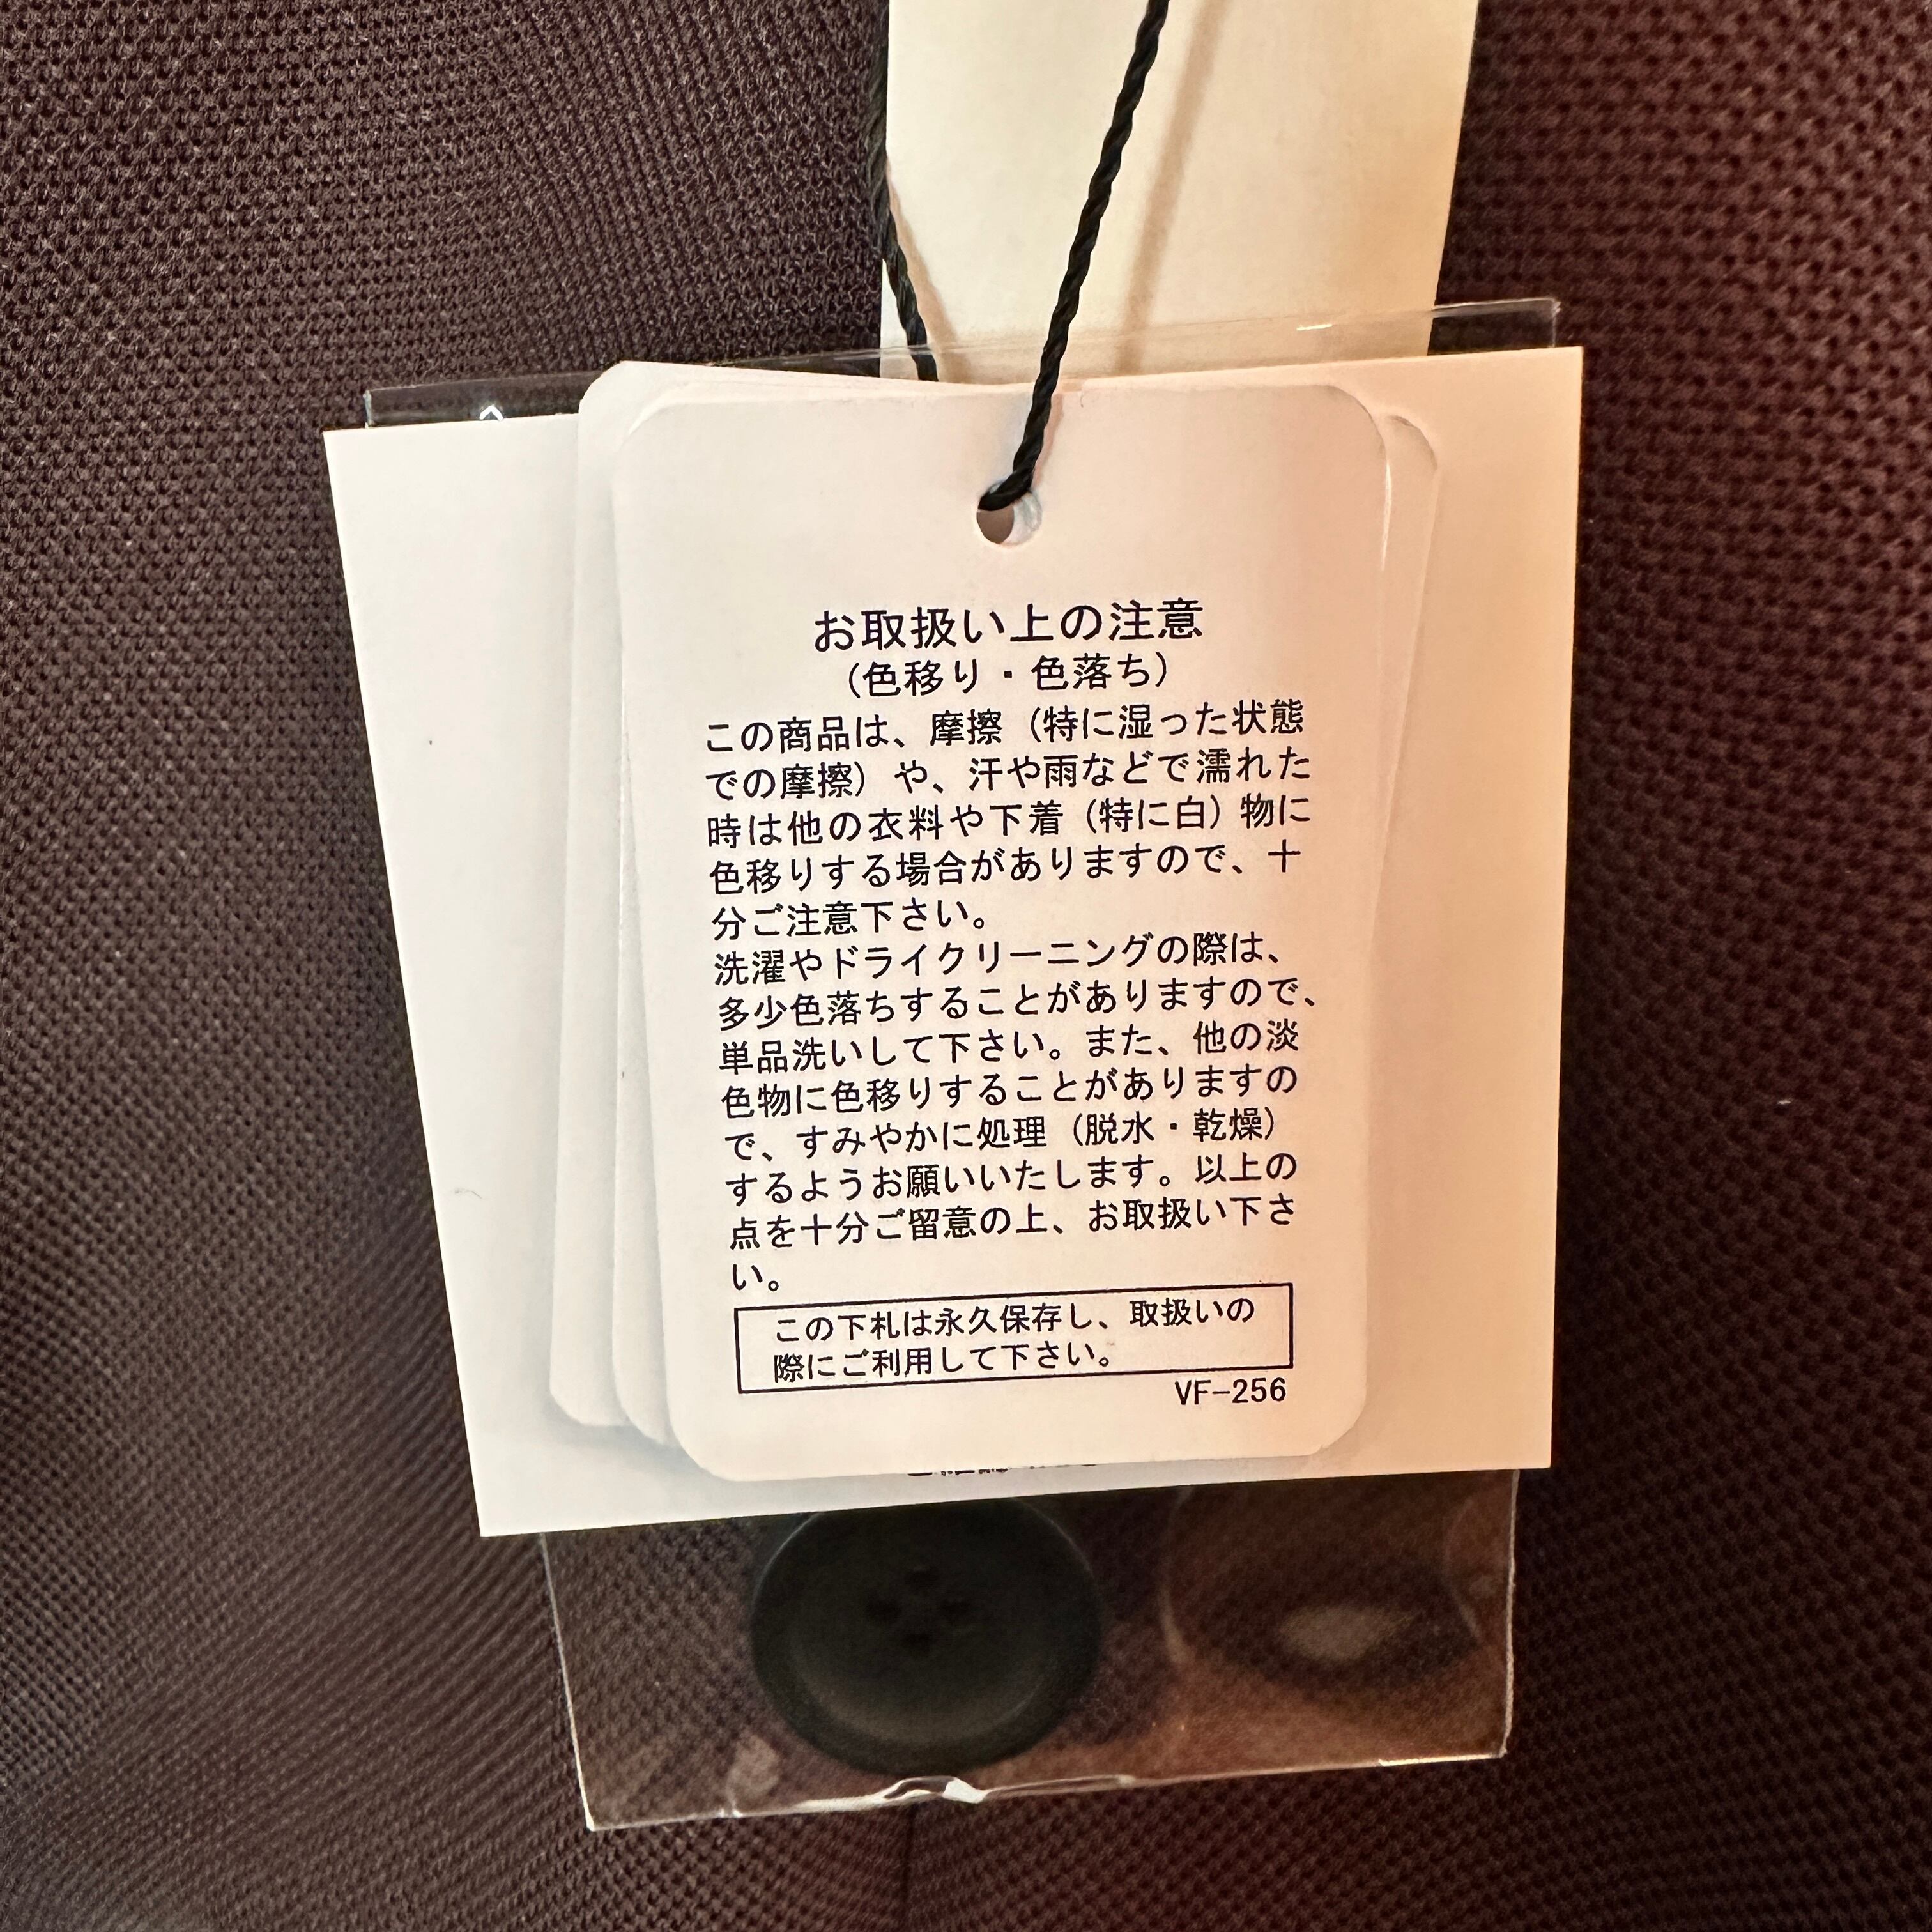 お取扱い上の注意
（色移り・色落ち）
この商品は、摩擦（特に湿った状態
での摩擦）や、汗や雨などで濡れた
時は他の衣料や下着（特に白）物に
色移りする場合がありますので、十
分ご注意下さい。
洗濯やドライクリーニングの際は、
多少色落ちすることがありますので、
単品洗いして下さい。また、他の淡
色物に色移りすることがありますの
で、すみやかに処理（脱水・乾燥）
するようお願いいたします。以上の
点を十分ご留意の上、お取扱い下さ
い。
この下札は永久保存し、取扱いの
際にご利用して下さい。
VF-256